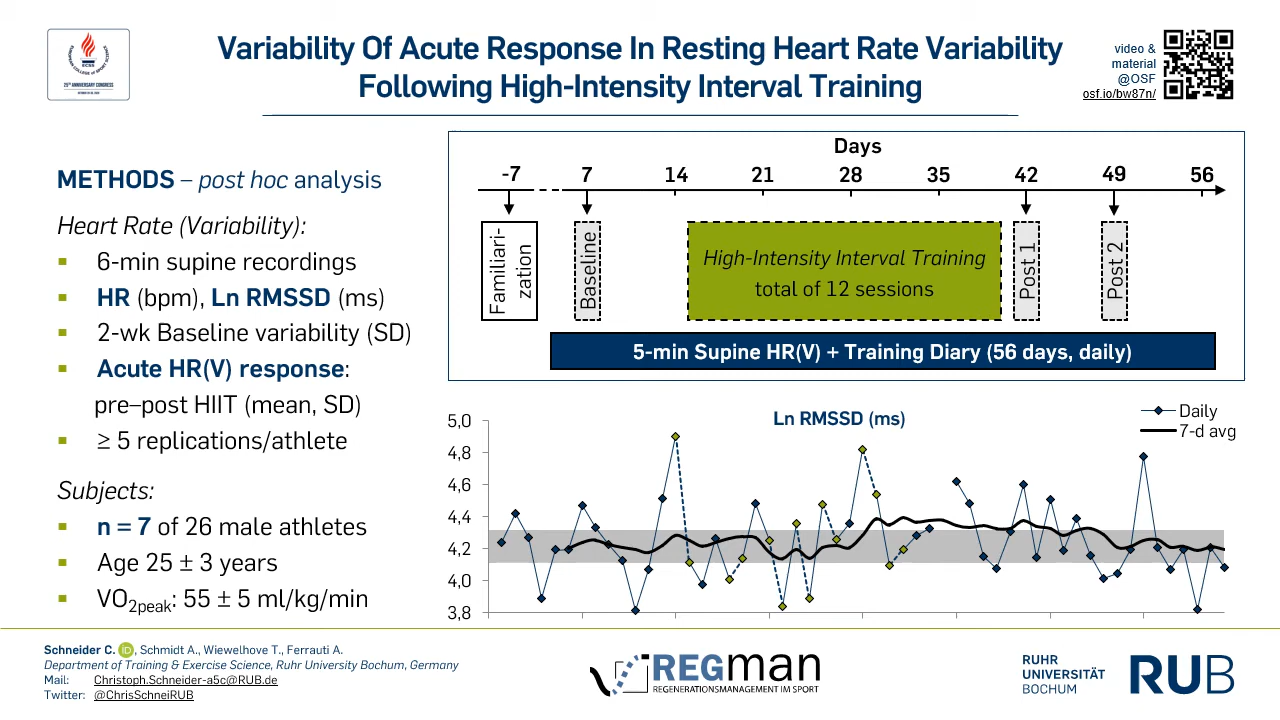 Variability Of Acute Response In Resting Heart Rate Variability
Following High-Intensity Interval Training
video &
material
@OSF
osf.io/bw87n/
ECSS
25TH ANNIVERSARY CONGRESS
METHODS – post hoc analysis
Heart Rate (Variability):
▪ 6-min supine recordings
▪ HR (bpm), Ln RMSSD (ms)
▪ 2-wk Baseline variability (SD)
▪ Acute HR(V) response:
pre–post HIIT (mean, SD)
▪ ≥ 5 replications/athlete
Subjects:
▪ n = 7 of 26 male athletes
▪ Age 25 ± 3 years
▪ VO2peak: 55 ± 5 ml/kg/min
Days
-7 7 14 21 28 35 42 49 56
Familiari-
zation
Baseline
High-Intensity Interval Training
total of 12 sessions
Post 1
Post 2
5-min Supine HR(V) + Training Diary (56 days, daily)
Ln RMSSD (ms)
Daily
7-d avg
5,0
4,8
4,6
4,4
4,2
4,0
3,8
Schneider C. iD , Schmidt A., Wiewelhove T., Ferrauti A.
Department of Training & Exercise Science, Ruhr University Bochum, Germany
Mail: Christoph.Schneider-a5c@RUB.de
Twitter: @ChrisSchneiRUB
REGman
REGENERATIONSMANAGEMENT IM SPORT
RUHR
UNIVERSITÄT
BOCHUM
RUB